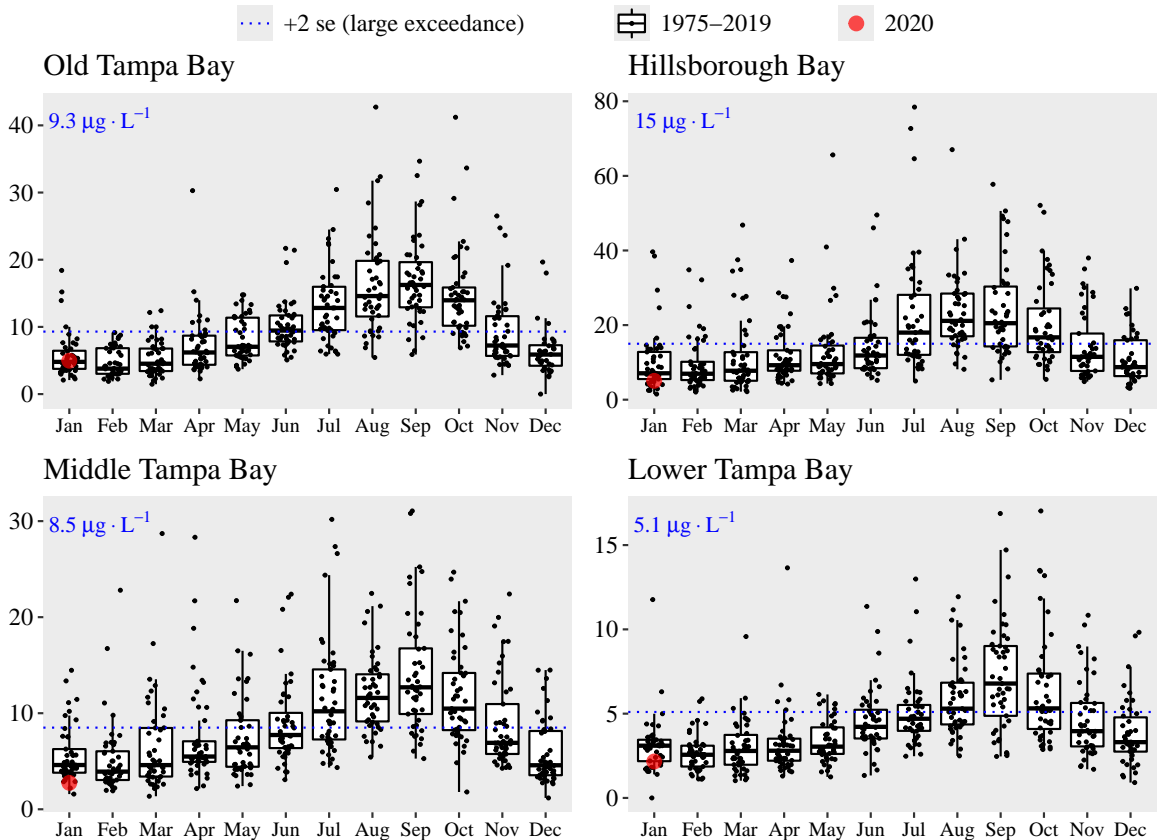 +2 se (large exceedance) 1975−2019 2020
Old Tampa Bay Hillsborough Bay
9.3 μg ⋅ L⁻¹
40
30
20
10
0
Jan Feb Mar Apr May Jun Jul Aug Sep Oct Nov Dec
15 μg ⋅ L⁻¹
80
60
40
20
0
Jan Feb Mar Apr May Jun Jul Aug Sep Oct Nov Dec
Middle Tampa Bay Lower Tampa Bay
8.5 μg ⋅ L⁻¹
30
20
10
0
Jan Feb Mar Apr May Jun Jul Aug Sep Oct Nov Dec
5.1 μg ⋅ L⁻¹
15
10
5
0
Jan Feb Mar Apr May Jun Jul Aug Sep Oct Nov Dec